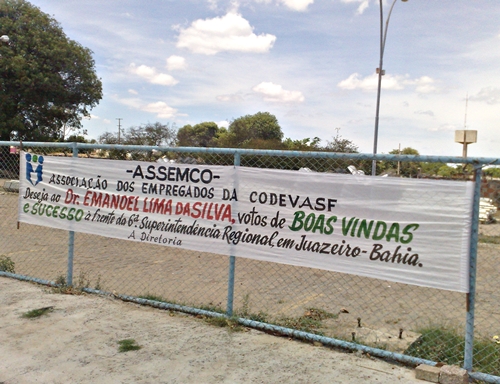 -ASSEMCO-
ASSOCIAÇÃO DOS EMPREGADOS DA CODEVASF
Deseja ao Dr. EMANOEL LIMA DA SILVA, votos de BOAS VINDAS
e SUCESSO à frente da 6ª Superintendência Regional, em Juazeiro-Bahia.
A Diretoria